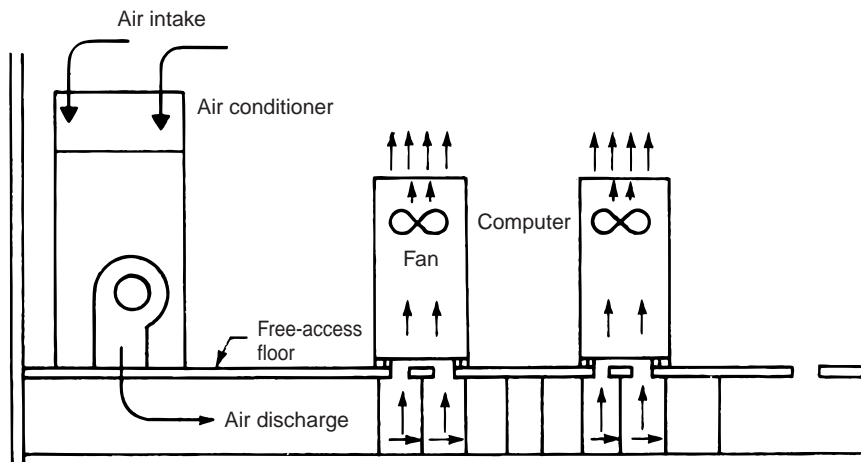 Air intake
Air conditioner
Computer
Fan
Free-access
floor
Air discharge